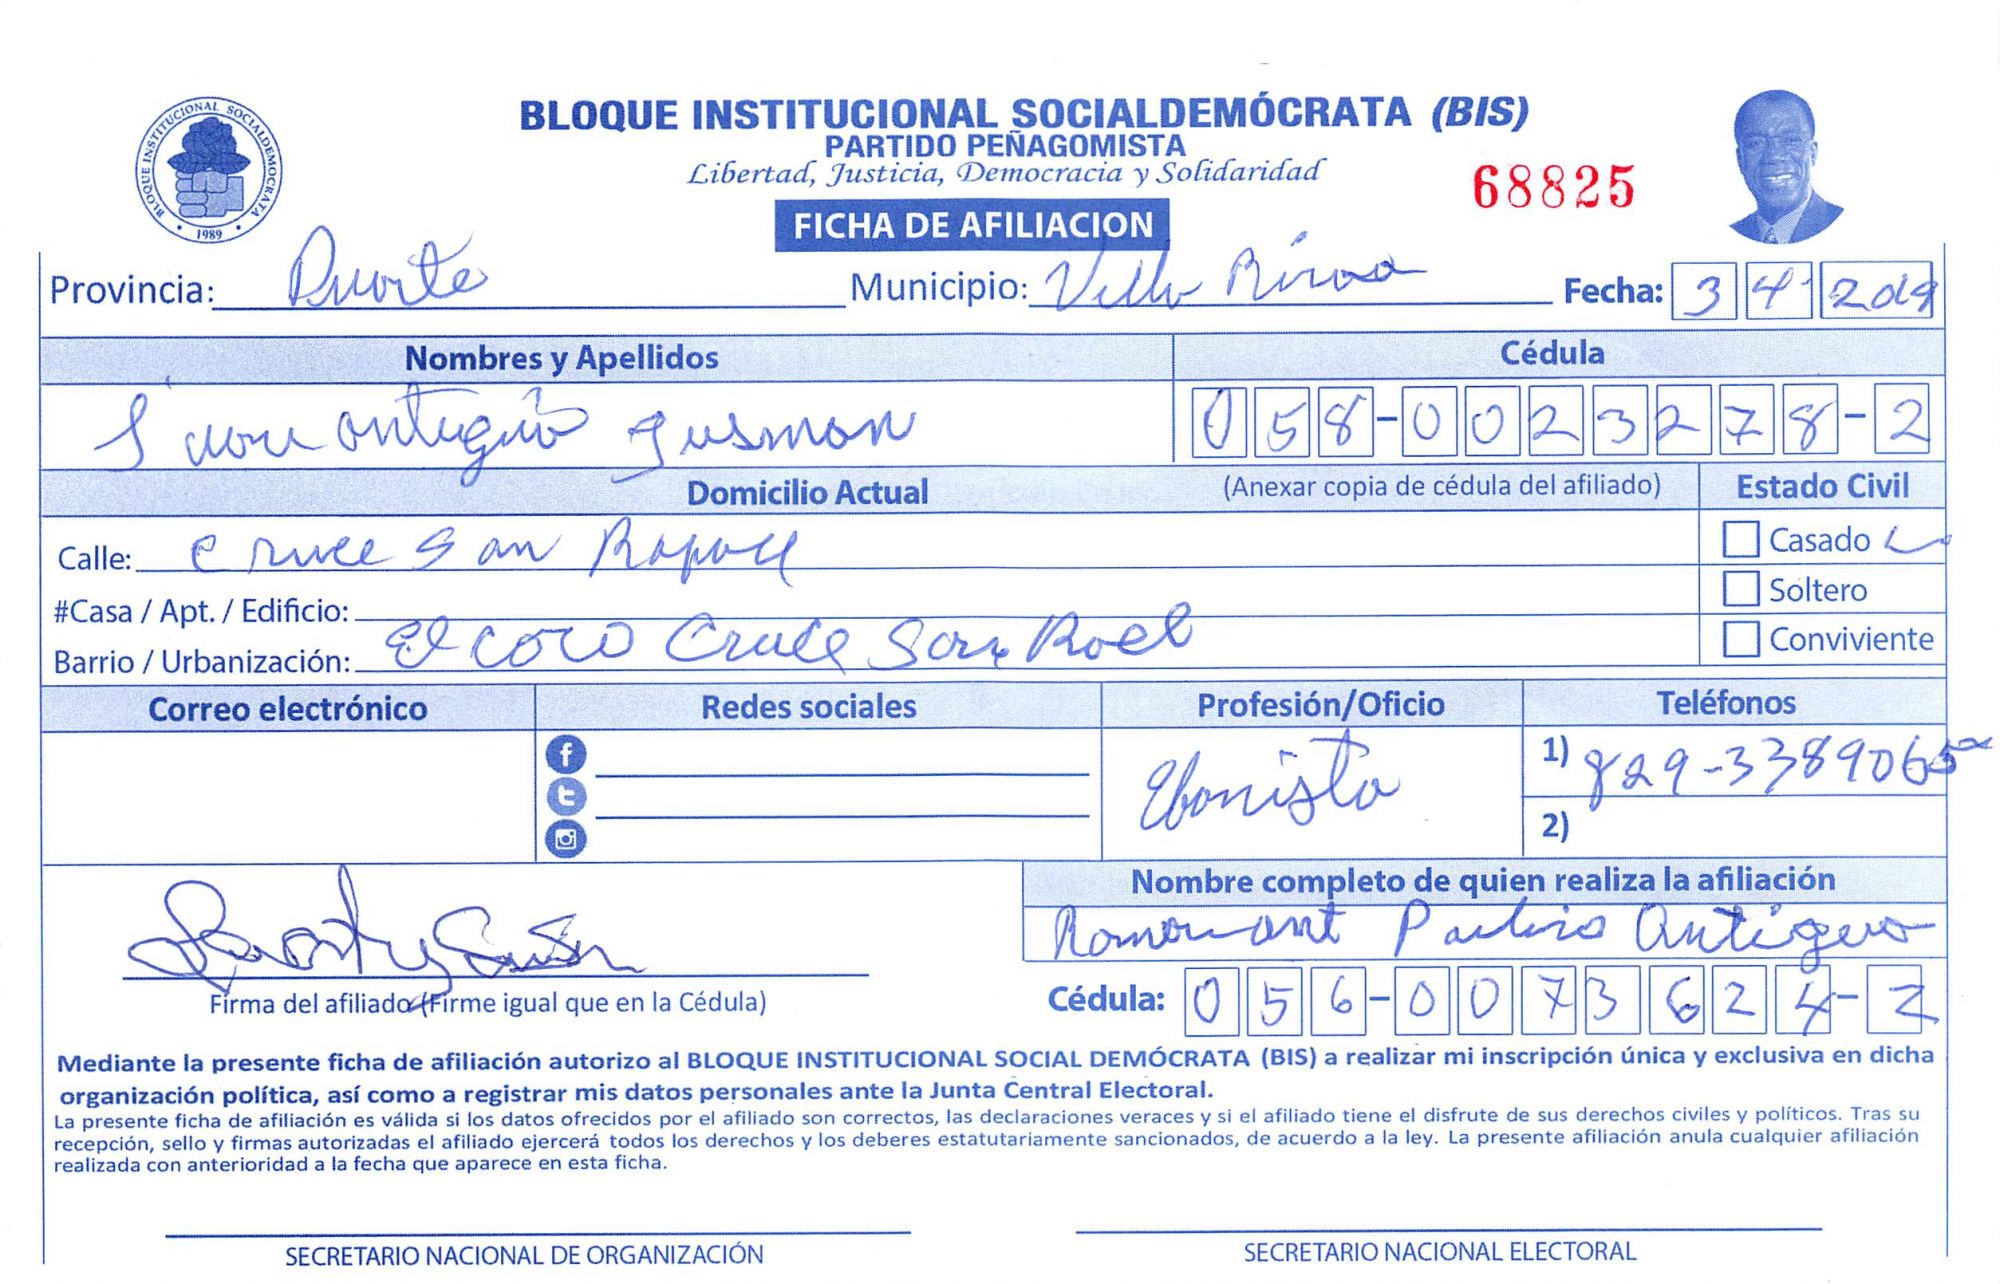 BLOQUE INSTITUCIONAL SOCIALDEMOCRATA
1989
BLOQUE INSTITUCIONAL SOCIALDEMÓCRATA (BIS)
PARTIDO PEÑAGOMISTA
Libertad, Justicia, Democracia y Solidaridad
68825
FICHA DE AFILIACION
Provincia: Duarte Municipio: Villa Riva Fecha: 3 4 2019
Nombres y Apellidos Cédula
antigua gusman 058-0023278-2
Domicilio Actual (Anexar copia de cédula del afiliado) Estado Civil
Calle: Cruce San Rafael Casado
#Casa / Apt. / Edificio: Soltero
Barrio / Urbanización: El coco Cruce San Roel Conviviente
Correo electrónico Redes sociales Profesión/Oficio Teléfonos
Ebanista 1) 829-3389065
2)
Nombre completo de quien realiza la afiliación
Paulino Antigua
Firma del afiliado (Firme igual que en la Cédula) Cédula: 056-0073624-2
Mediante la presente ficha de afiliación autorizo al BLOQUE INSTITUCIONAL SOCIAL DEMÓCRATA (BIS) a realizar mi inscripción única y exclusiva en dicha
organización política, así como a registrar mis datos personales ante la Junta Central Electoral.
La presente ficha de afiliación es válida si los datos ofrecidos por el afiliado son correctos, las declaraciones veraces y si el afiliado tiene el disfrute de sus derechos civiles y políticos. Tras su
recepción, sello y firmas autorizadas el afiliado ejercerá todos los derechos y los deberes estatutariamente sancionados, de acuerdo a la ley. La presente afiliación anula cualquier afiliación
realizada con anterioridad a la fecha que aparece en esta ficha.
SECRETARIO NACIONAL DE ORGANIZACIÓN SECRETARIO NACIONAL ELECTORAL